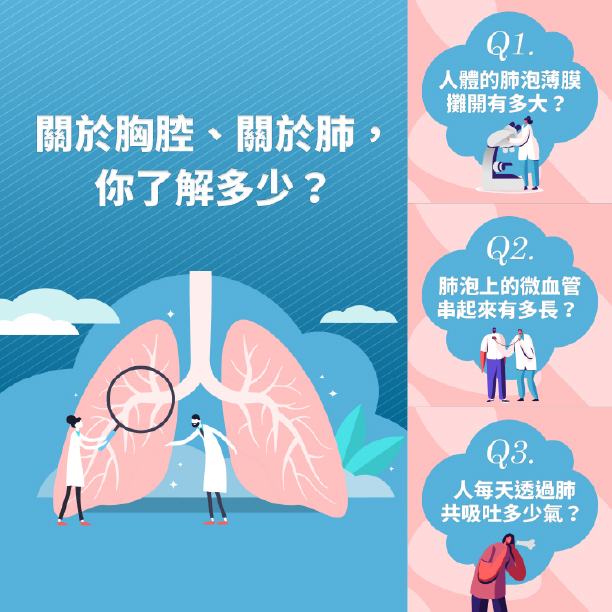 關於胸腔、關於肺，
你了解多少？
Q1.
人體的肺泡薄膜
攤開有多大？
Q2.
肺泡上的微血管
串起來有多長？
Q3.
人每天透過肺
共吸吐多少氣？